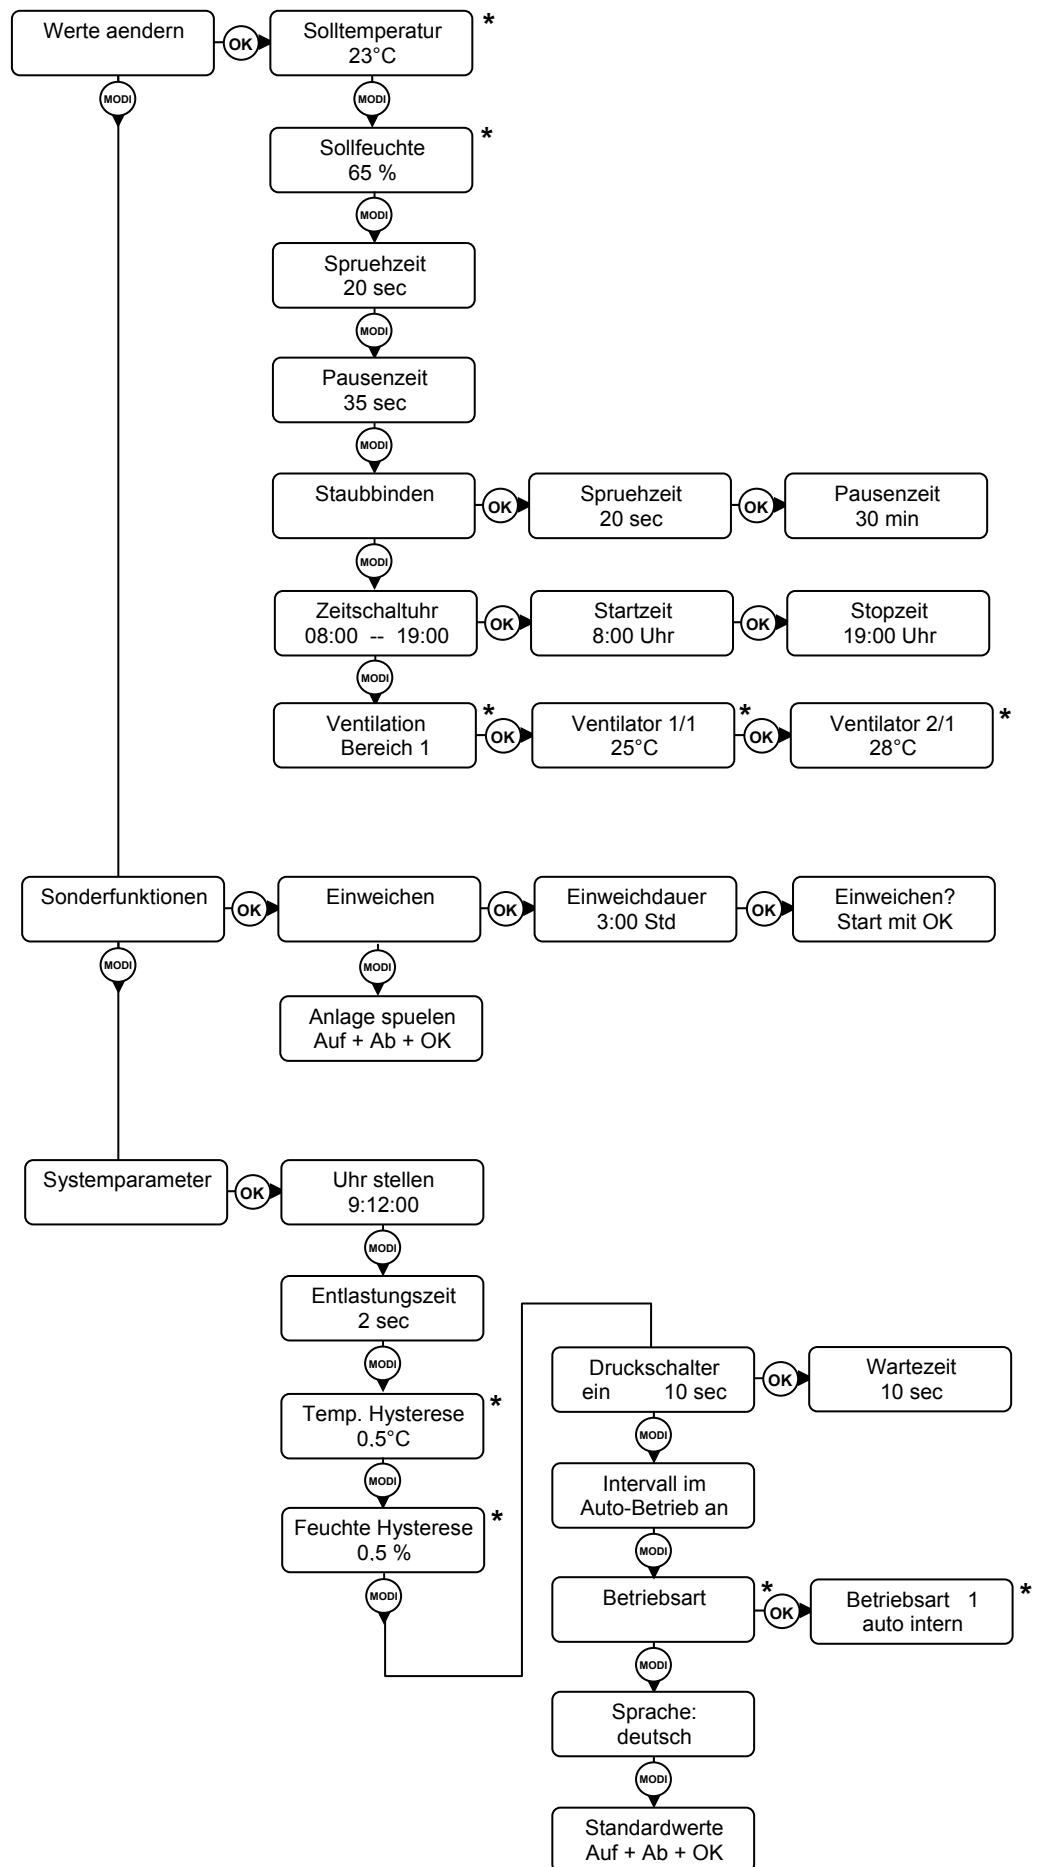 Werte aendern
OK
Solltemperatur
23°C
*
MODI
MODI
Sollfeuchte
65 %
*
MODI
Spruehzeit
20 sec
MODI
Pausenzeit
35 sec
MODI
Staubbinden
OK
Spruehzeit
20 sec
OK
Pausenzeit
30 min
MODI
Zeitschaltuhr
08:00 -- 19:00
OK
Startzeit
8:00 Uhr
OK
Stopzeit
19:00 Uhr
MODI
Ventilation
Bereich 1
*
OK
Ventilator 1/1
25°C
*
OK
Ventilator 2/1
28°C
*
Sonderfunktionen
OK
Einweichen
OK
Einweichdauer
3:00 Std
OK
Einweichen?
Start mit OK
MODI
MODI
Anlage spuelen
Auf + Ab + OK
Systemparameter
OK
Uhr stellen
9:12:00
MODI
Entlastungszeit
2 sec
MODI
Temp. Hysterese
0.5°C
*
MODI
Feuchte Hysterese
0.5 %
*
MODI
Druckschalter
ein 10 sec
OK
Wartezeit
10 sec
MODI
Intervall im
Auto-Betrieb an
MODI
Betriebsart
*
OK
Betriebsart 1
auto intern
*
MODI
Sprache:
deutsch
MODI
Standardwerte
Auf + Ab + OK